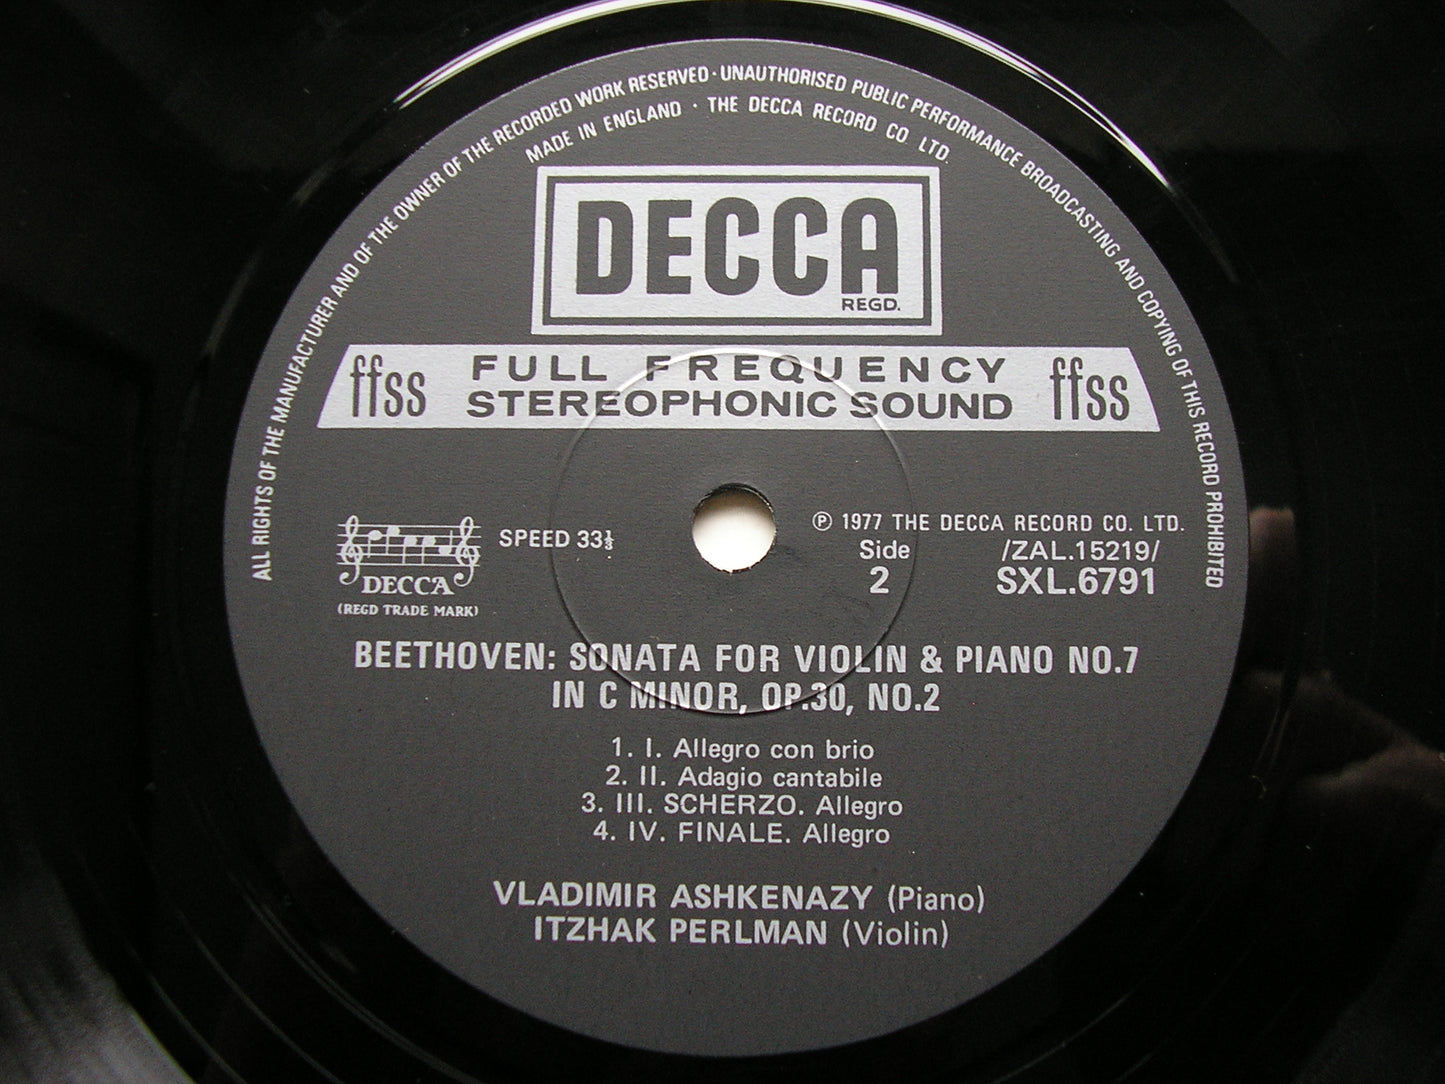 ALL RIGHTS OF THE MANUFACTURER AND OF THE OWNER OF THE RECORDED WORK RESERVED · UNAUTHORISED PUBLIC PERFORMANCE BROADCASTING AND COPYING OF THIS RECORD PROHIBITED
MADE IN ENGLAND · THE DECCA RECORD CO LTD.
DECCA
REGD.
ffss FULL FREQUENCY ffss
STEREOPHONIC SOUND
DECCA
(REGD TRADE MARK)
SPEED 33⅓
℗ 1977 THE DECCA RECORD CO. LTD.
Side /ZAL.15219/
2 SXL.6791
BEETHOVEN: SONATA FOR VIOLIN & PIANO NO.7
IN C MINOR, OP.30, NO.2
1. I. Allegro con brio
2. II. Adagio cantabile
3. III. SCHERZO. Allegro
4. IV. FINALE. Allegro
VLADIMIR ASHKENAZY (Piano)
ITZHAK PERLMAN (Violin)